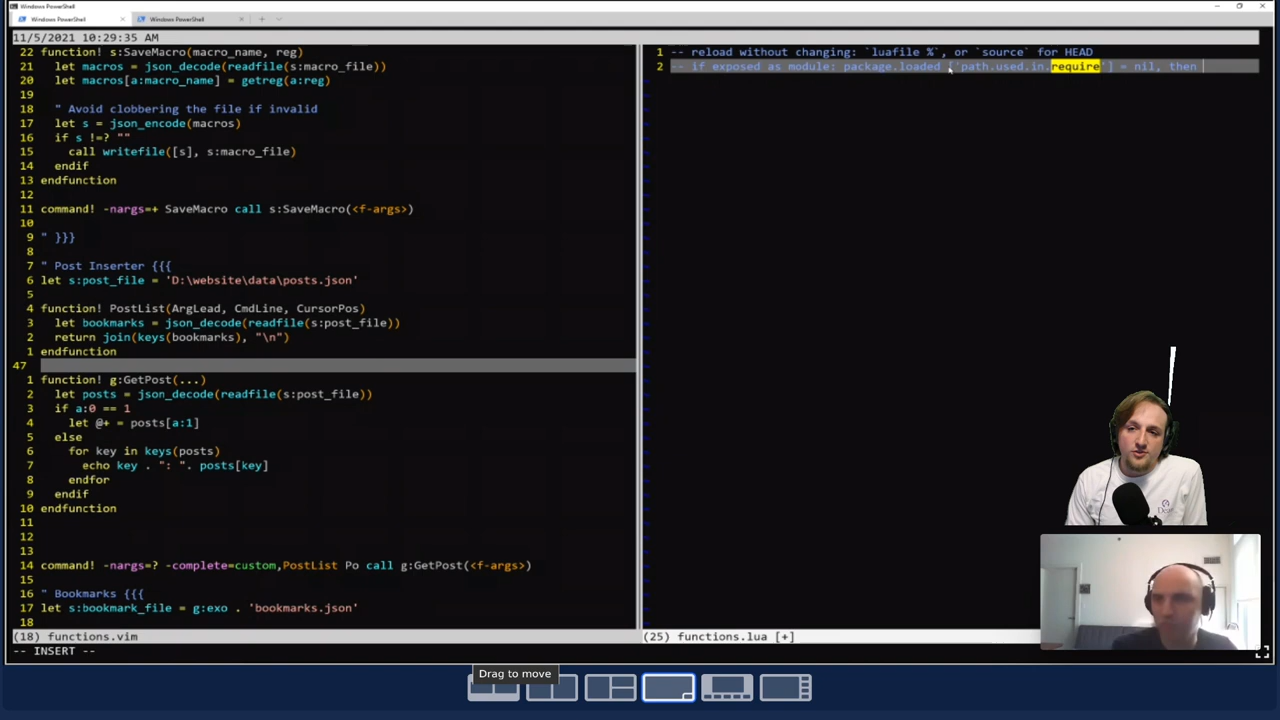 Windows PowerShell
Windows PowerShell
Windows PowerShell
11/5/2021 10:29:35 AM
22 function! s:SaveMacro(macro_name, reg)
21 let macros = json_decode(readfile(s:macro_file))
20 let macros[a:macro_name] = getreg(a:reg)
19
18 " Avoid clobbering the file if invalid
17 let s = json_encode(macros)
16 if s !=? ""
15 call writefile([s], s:macro_file)
14 endif
13 endfunction
12
11 command! -nargs=+ SaveMacro call s:SaveMacro(<f-args>)
10
9 " }}}
8
7 " Post Inserter {{{
6 let s:post_file = 'D:\website\data\posts.json'
5
4 function! PostList(ArgLead, CmdLine, CursorPos)
3 let bookmarks = json_decode(readfile(s:post_file))
2 return join(keys(bookmarks), "\n")
1 endfunction
47
1 function! g:GetPost(...)
2 let posts = json_decode(readfile(s:post_file))
3 if a:0 == 1
4 let @+ = posts[a:1]
5 else
6 for key in keys(posts)
7 echo key . ": ". posts[key]
8 endfor
9 endif
10 endfunction
11
12
13
14 command! -nargs=? -complete=custom,PostList Po call g:GetPost(<f-args>)
15
16 " Bookmarks {{{
17 let s:bookmark_file = g:exo . 'bookmarks.json'
18
(18) functions.vim
-- INSERT --
1 -- reload without changing: `luafile %`, or `source` for HEAD
2 -- if exposed as module: package.loaded ['path.used.in.require'] = nil, then
(25) functions.lua [+]
Drag to move